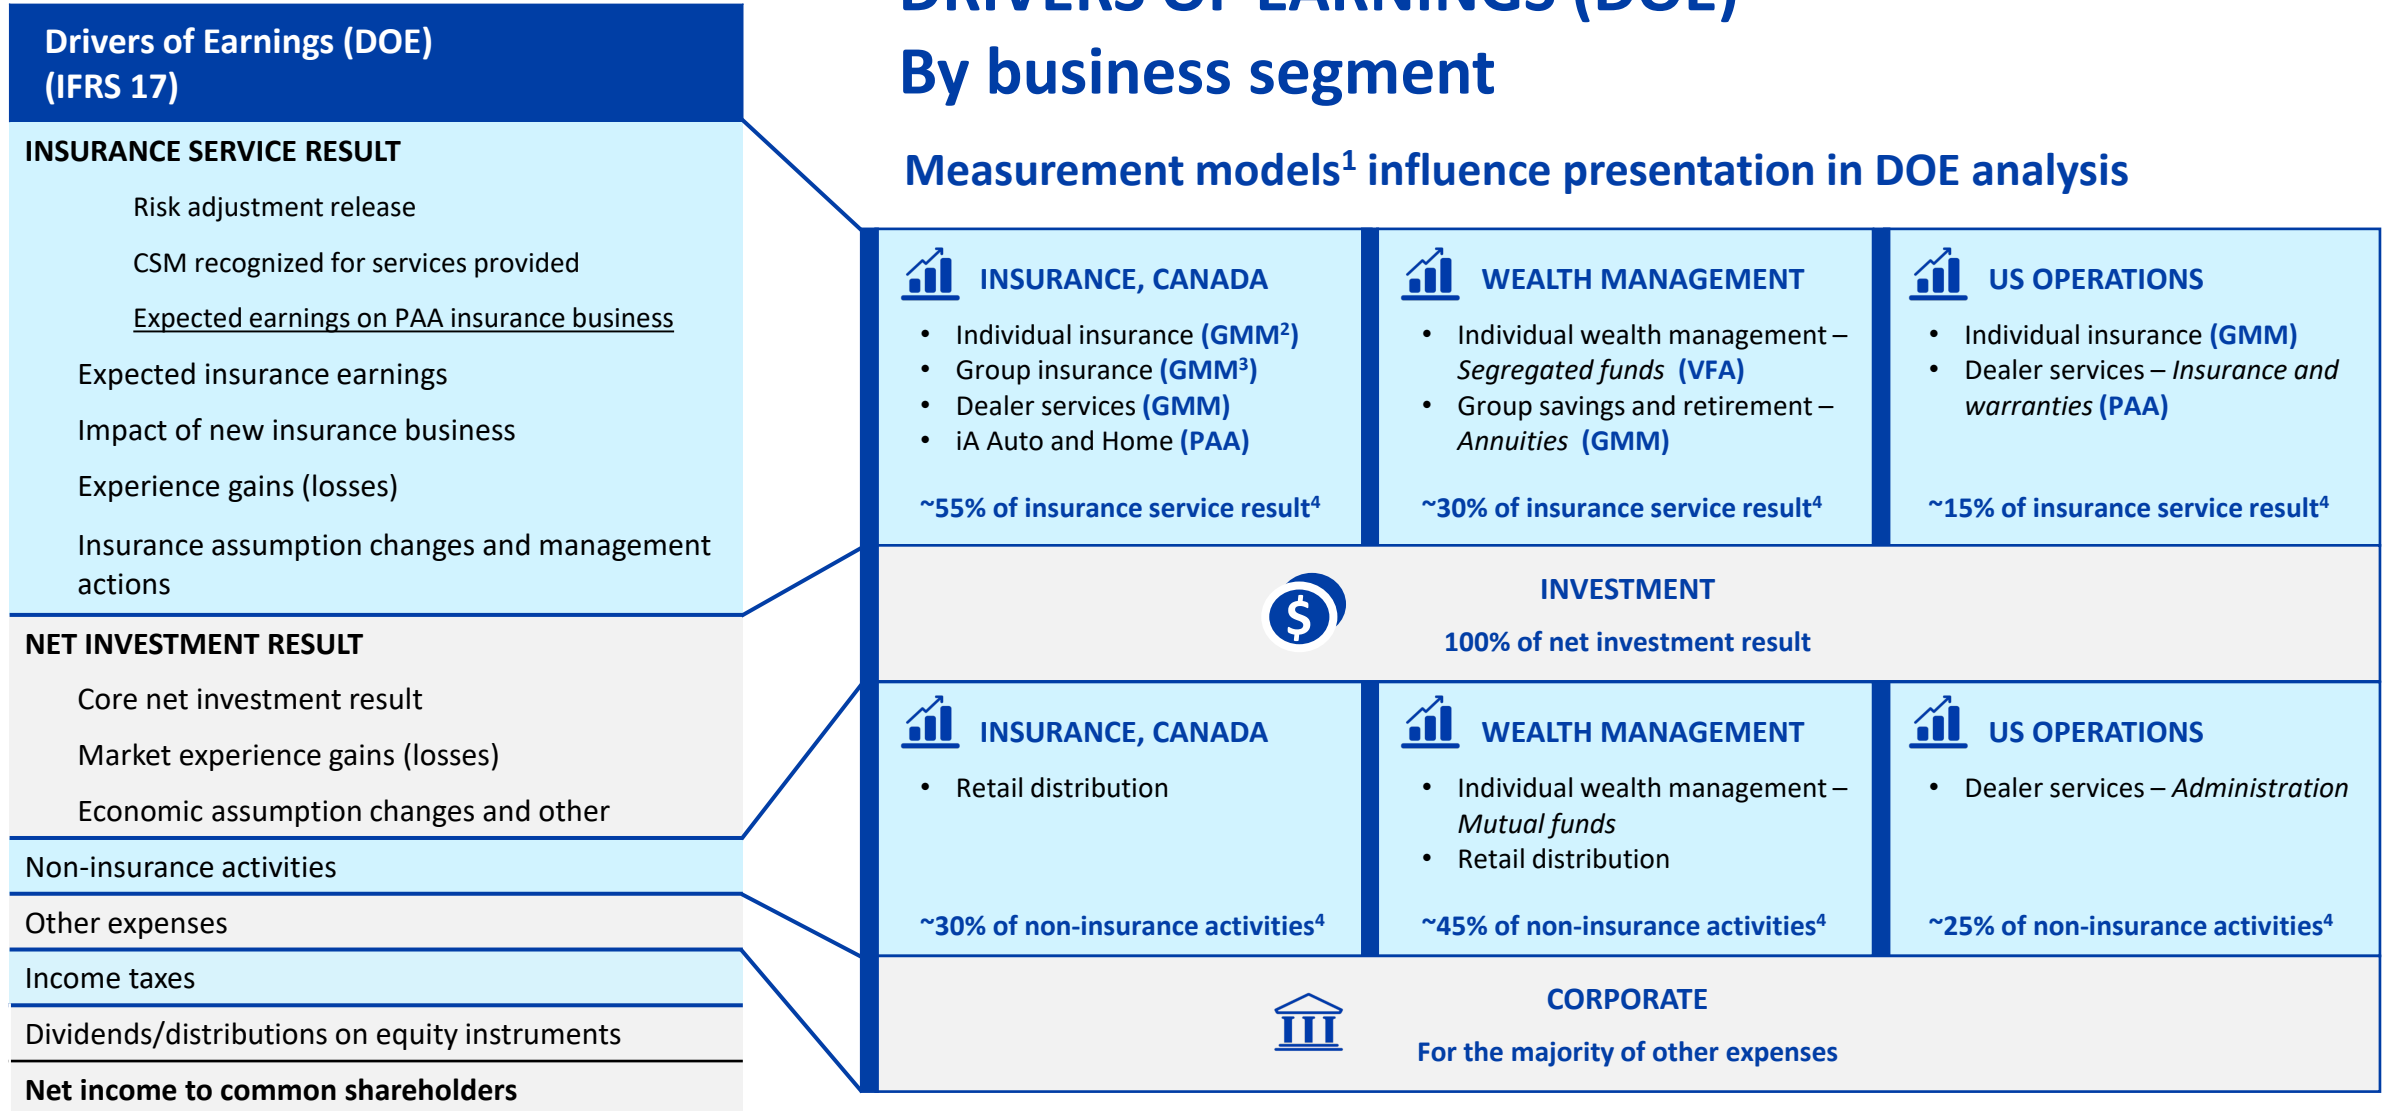 Drivers of Earnings (DOE)
(IFRS 17)
INSURANCE SERVICE RESULT
Risk adjustment release
CSM recognized for services provided
Expected earnings on PAA insurance business
Expected insurance earnings
Impact of new insurance business
Experience gains (losses)
Insurance assumption changes and management
actions
NET INVESTMENT RESULT
Core net investment result
Market experience gains (losses)
Economic assumption changes and other
Non-insurance activities
Other expenses
Income taxes
Dividends/distributions on equity instruments
Net income to common shareholders
DRIVERS OF EARNINGS (DOE)
By business segment
Measurement models¹ influence presentation in DOE analysis
INSURANCE, CANADA
• Individual insurance (GMM²)
• Group insurance (GMM³)
• Dealer services (GMM)
• iA Auto and Home (PAA)
~55% of insurance service result⁴
WEALTH MANAGEMENT
• Individual wealth management –
Segregated funds (VFA)
• Group savings and retirement –
Annuities (GMM)
~30% of insurance service result⁴
US OPERATIONS
• Individual insurance (GMM)
• Dealer services – Insurance and
warranties (PAA)
~15% of insurance service result⁴
$
INVESTMENT
100% of net investment result
INSURANCE, CANADA
• Retail distribution
~30% of non-insurance activities⁴
WEALTH MANAGEMENT
• Individual wealth management –
Mutual funds
• Retail distribution
~45% of non-insurance activities⁴
US OPERATIONS
• Dealer services – Administration
~25% of non-insurance activities⁴
CORPORATE
For the majority of other expenses